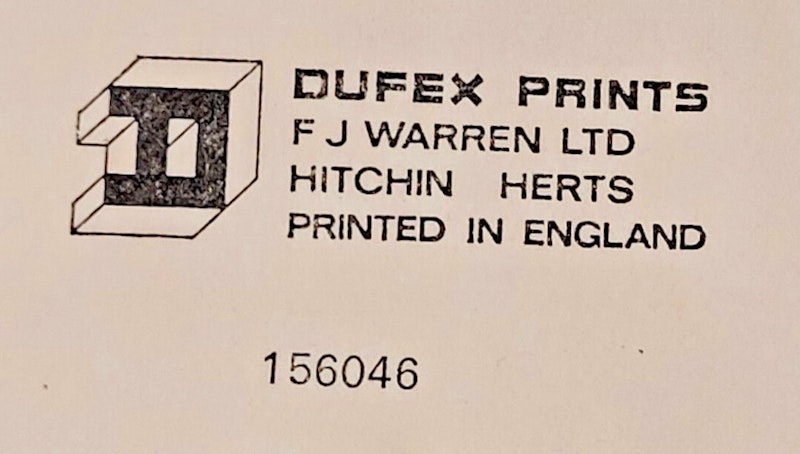 DUFEX PRINTS
F J WARREN LTD
HITCHIN HERTS
PRINTED IN ENGLAND
156046